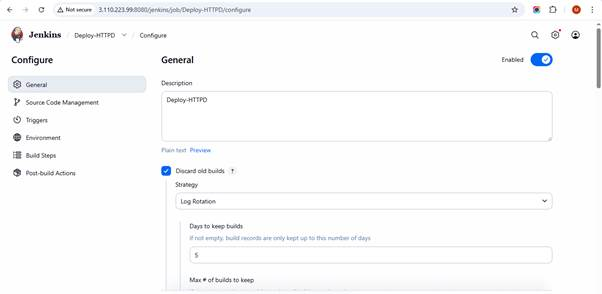 Not secure 3.110.223.99:8080/jenkins/job/Deploy-HTTPD/configure
M
Jenkins / Deploy-HTTPD / Configure
Configure
General
Source Code Management
Triggers
Environment
Build Steps
Post-build Actions
General
Enabled
Description
Deploy-HTTPD
Plain text Preview
Discard old builds ?
Strategy
Log Rotation
Days to keep builds
If not empty, build records are only kept up to this number of days
5
Max # of builds to keep